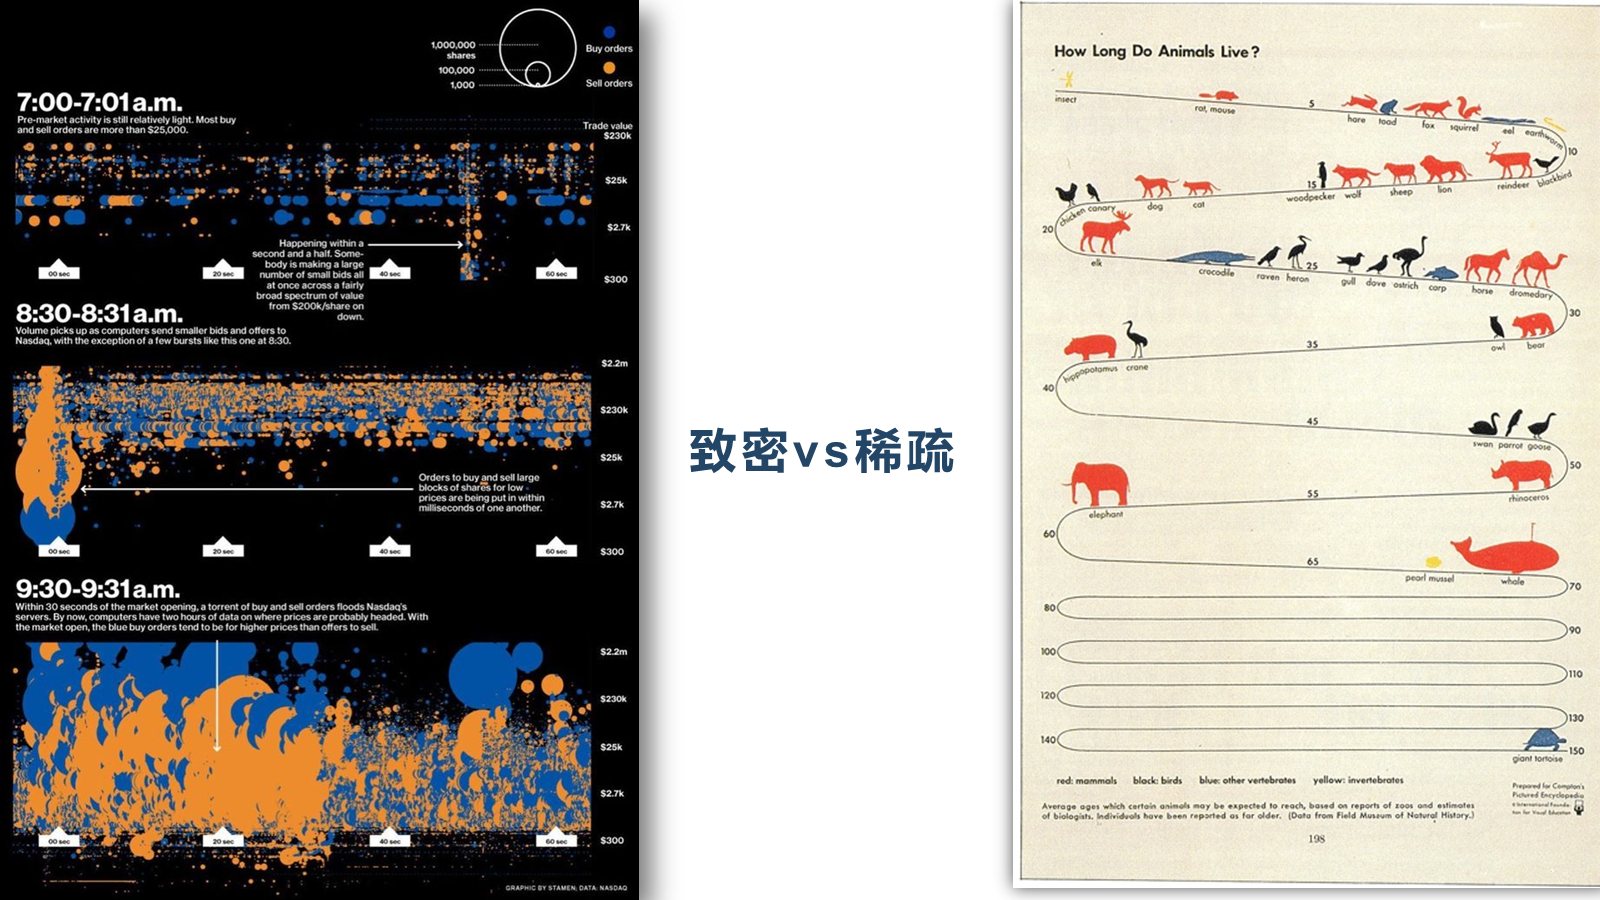 1,000,000
shares
100,000
1,000
Buy orders
Sell orders
7:00-7:01a.m.
Pre-market activity is still relatively light. Most buy
and sell orders are more than $25,000.
Trade value
$230k
$25k
$2.7k
$300
Happening within a
second and a half. Some-
body is making a large
number of small bids all
at once across a fairly
broad spectrum of value
from $200k/share on
down.
00 sec
20 sec
40 sec
60 sec
8:30-8:31a.m.
Volume picks up as computers send smaller bids and offers to
Nasdaq, with the exception of a few bursts like this one at 8:30.
$2.2m
$230k
$25k
$2.7k
$300
Orders to buy and sell large
blocks of shares for low
prices are being put in within
milliseconds of one another.
00 sec
20 sec
40 sec
60 sec
9:30-9:31a.m.
Within 30 seconds of the market opening, a torrent of buy and sell orders floods Nasdaq's
servers. By now, computers have two hours of data on where prices are probably headed. With
the market open, the blue buy orders tend to be for higher prices than offers to sell.
$2.2m
$230k
$25k
$2.7k
$300
00 sec
20 sec
40 sec
60 sec
GRAPHIC BY STAMEN; DATA: NASDAQ
致密vs稀疏
How Long Do Animals Live?
insect
rat, mouse
5
hare
toad
fox
squirrel
eel
earthworm
10
blackbird
reindeer
lion
sheep
wolf
15
woodpecker
cat
dog
canary
chicken
20
elk
crocodile
raven
heron
25
gull
dove
ostrich
carp
horse
dromedary
30
bear
owl
35
crane
hippopotamus
40
45
swan
parrot
goose
50
rhinoceros
55
elephant
60
65
pearl mussel
whale
70
80
90
100
110
120
130
140
150
giant tortoise
red: mammals black: birds blue: other vertebrates yellow: invertebrates
Average ages which certain animals may be expected to reach, based on reports of zoos and estimates
of biologists. Individuals have been reported as far older. (Data from Field Museum of Natural History.)
Prepared for Compton's
Pictured Encyclopedia
© International Founda-
tion for Visual Education
198